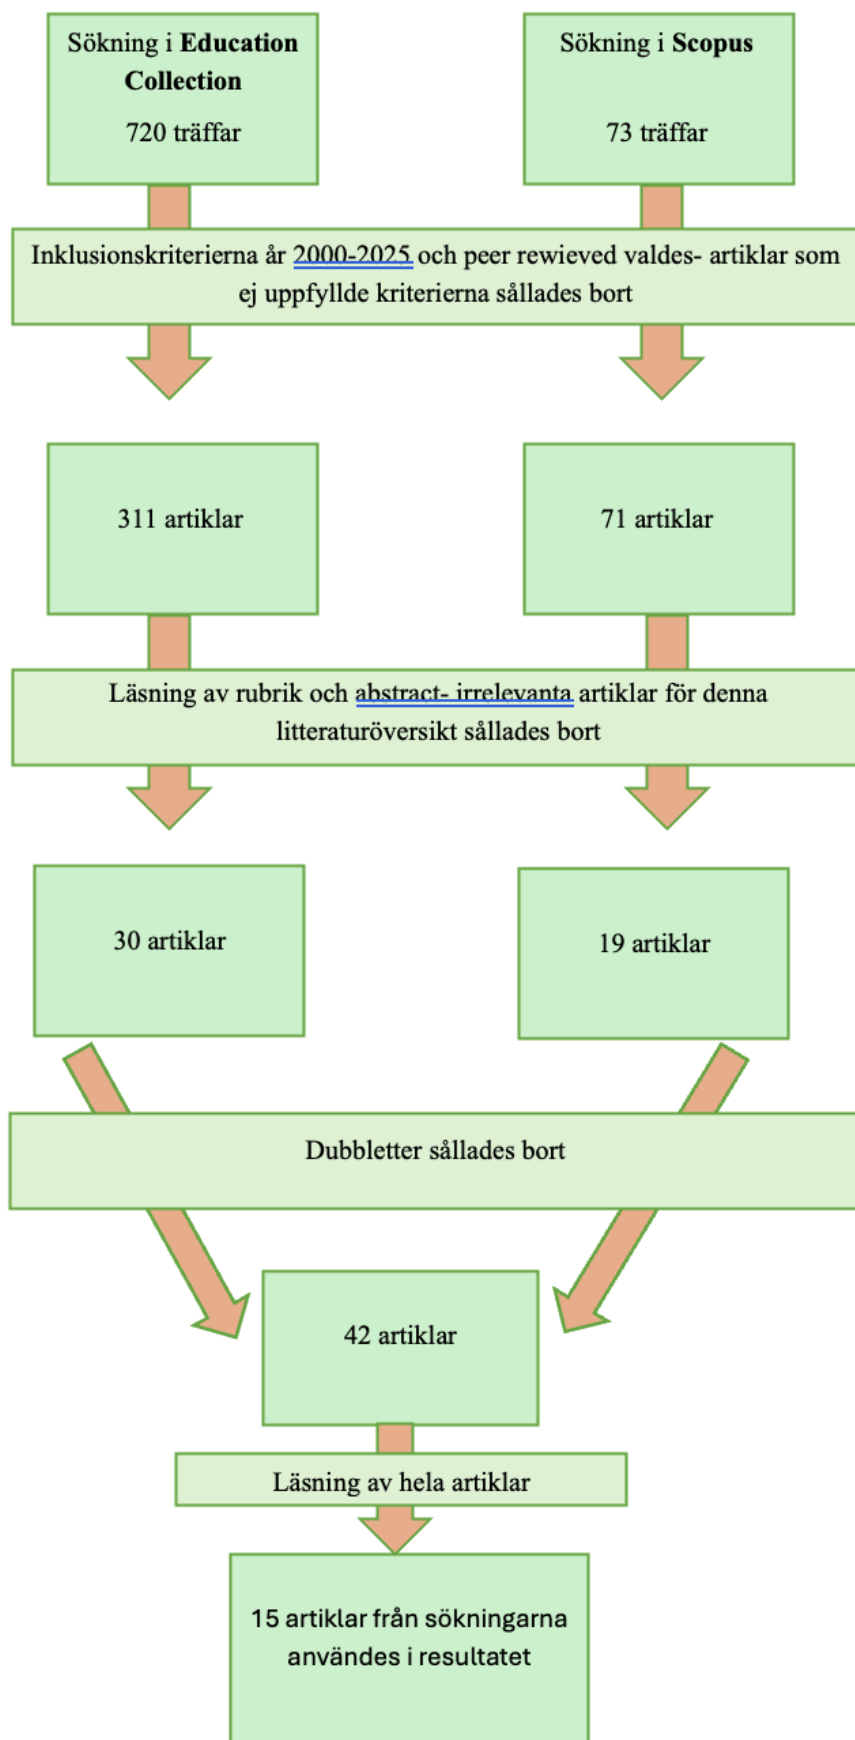 Sökning i Education
Collection
720 träffar
Sökning i Scopus
73 träffar
Inklusionskriterierna år 2000-2025 och peer rewieved valdes- artiklar som
ej uppfyllde kriterierna sållades bort
311 artiklar
71 artiklar
Läsning av rubrik och abstract- irrelevanta artiklar för denna
litteraturöversikt sållades bort
30 artiklar
19 artiklar
Dubbletter sållades bort
42 artiklar
Läsning av hela artiklar
15 artiklar från sökningarna
användes i resultatet